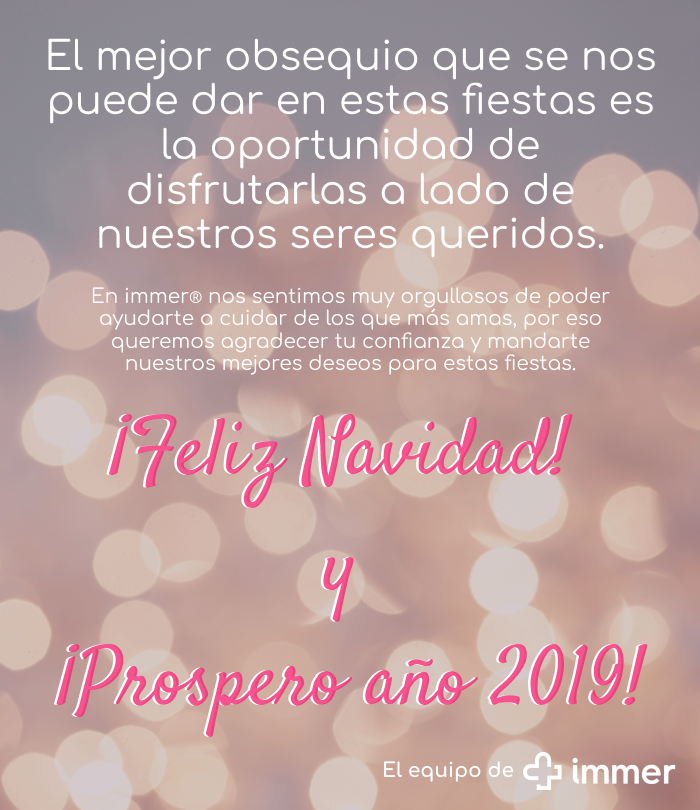 El mejor obsequio que se nos
puede dar en estas fiestas es
la oportunidad de
disfrutarlas a lado de
nuestros seres queridos.
En immer® nos sentimos muy orgullosos de poder
ayudarte a cuidar de los que más amas, por eso
queremos agradecer tu confianza y mandarte
nuestros mejores deseos para estas fiestas.
¡Feliz Navidad!
y
¡Prospero año 2019!
El equipo de immer